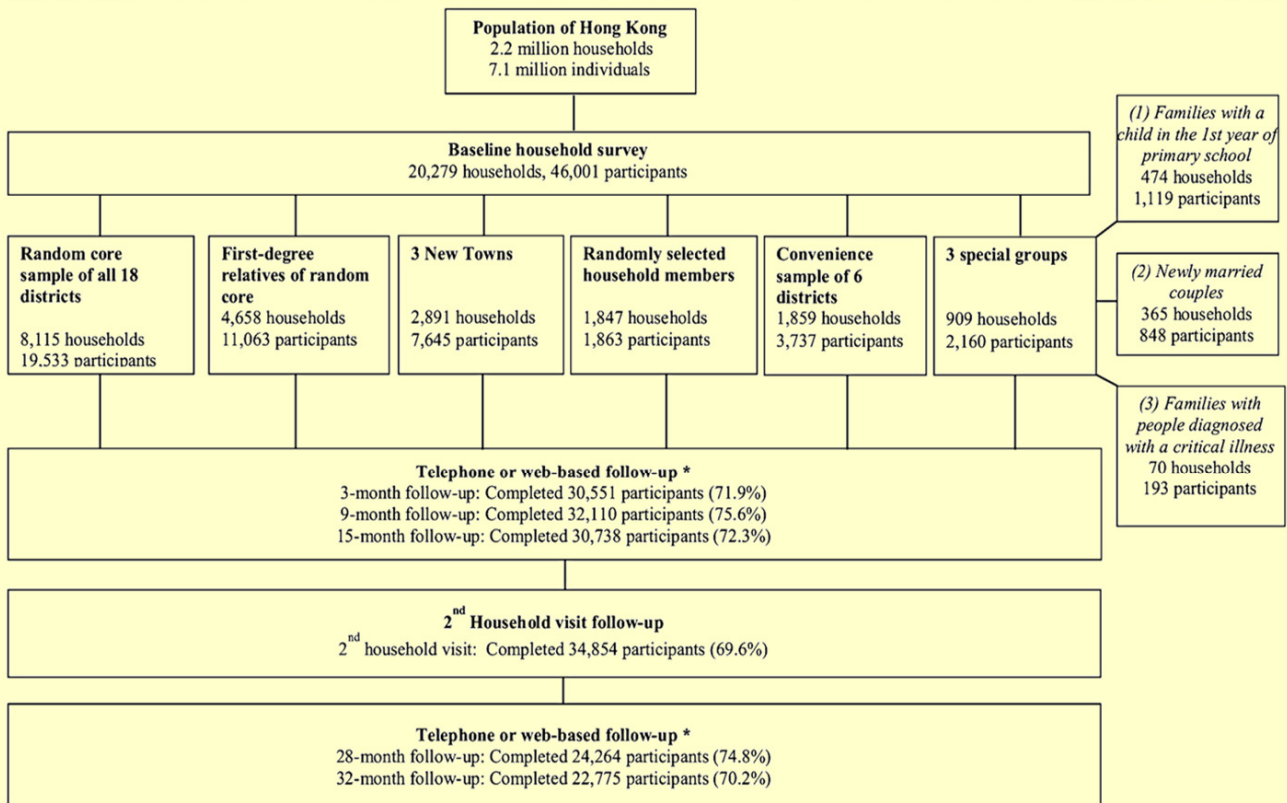 Population of Hong Kong
2.2 million households
7.1 million individuals
Baseline household survey
20,279 households, 46,001 participants
Random core
sample of all 18
districts
8,115 households
19,533 participants
First-degree
relatives of random
core
4,658 households
11,063 participants
3 New Towns
2,891 households
7,645 participants
Randomly selected
household members
1,847 households
1,863 participants
Convenience
sample of 6
districts
1,859 households
3,737 participants
3 special groups
909 households
2,160 participants
(1) Families with a
child in the 1st year of
primary school
474 households
1,119 participants
(2) Newly married
couples
365 households
848 participants
(3) Families with
people diagnosed
with a critical illness
70 households
193 participants
Telephone or web-based follow-up *
3-month follow-up: Completed 30,551 participants (71.9%)
9-month follow-up: Completed 32,110 participants (75.6%)
15-month follow-up: Completed 30,738 participants (72.3%)
2nd Household visit follow-up
2nd household visit: Completed 34,854 participants (69.6%)
Telephone or web-based follow-up *
28-month follow-up: Completed 24,264 participants (74.8%)
32-month follow-up: Completed 22,775 participants (70.2%)